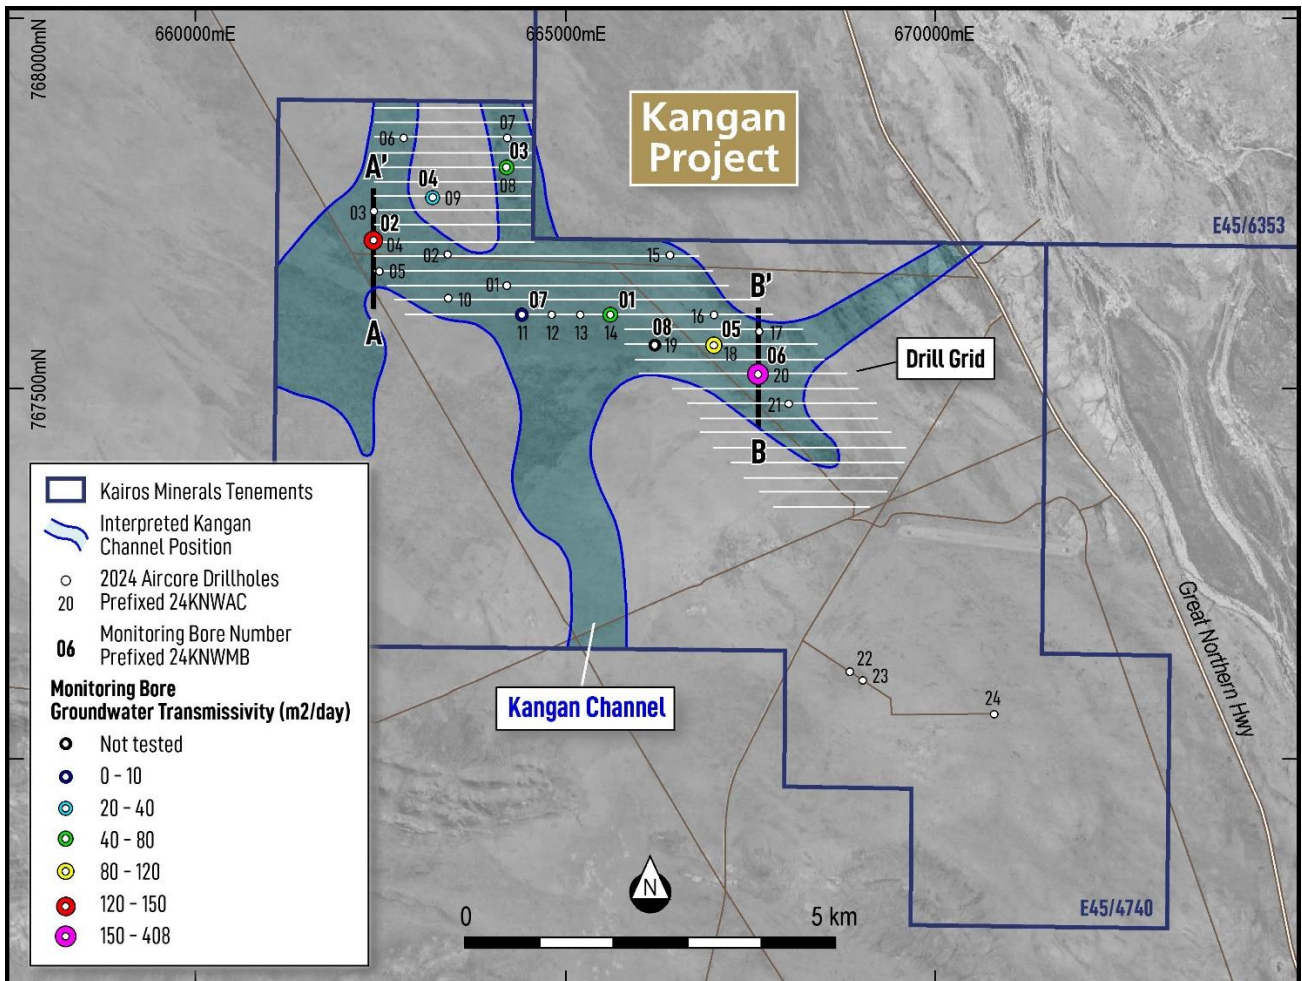 660000mE
665000mE
670000mE
768000mN
767500mN
Kangan
Project
E45/6353
06
07
03
08
A'
04
09
03
02
04
05
02
15
01
10
A
07
11
12
13
01
14
B'
16
17
08
19
05
18
06
20
21
B
Drill Grid
Kairos Minerals Tenements
Interpreted Kangan
Channel Position
2024 Aircore Drillholes
20
Prefixed 24KNWAC
Monitoring Bore Number
06
Prefixed 24KNWMB
Monitoring Bore
Groundwater Transmissivity (m2/day)
Not tested
0 - 10
20 - 40
40 - 80
80 - 120
120 - 150
150 - 408
Kangan Channel
22
23
24
Great Northern Hwy
E45/4740
N
0
5 km